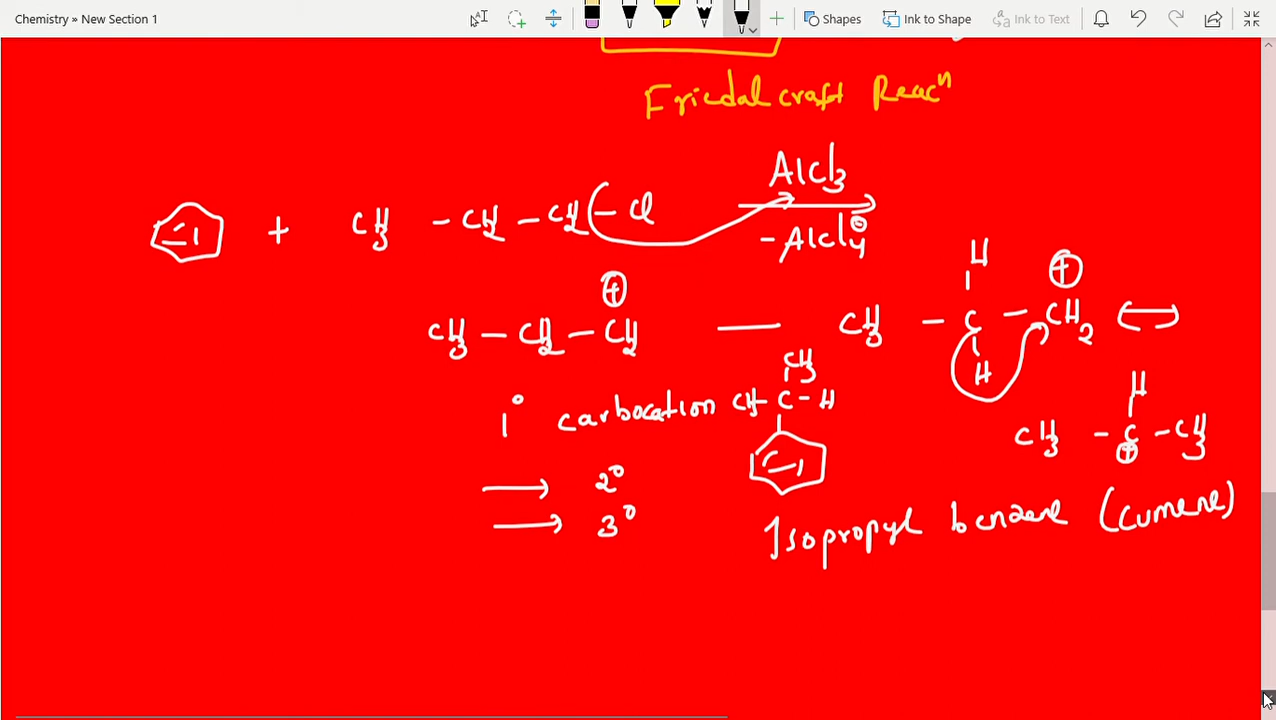 Chemistry » New Section 1
Shapes
Ink to Shape
Ink to Text
Friedal craft Reacⁿ
+ CH3 - CH2 - CH2 - Cl AlCl3
-AlCl4⊖
CH3 - CH2 - CH2 ⊕ — CH3 - C - CH2 ⊕ ↔
H
H
1° carbocation
CH3
CH3 C - H
H
CH3 - C - CH3
⊕
→ 2°
→ 3°
Isopropyl benzene (cumene)